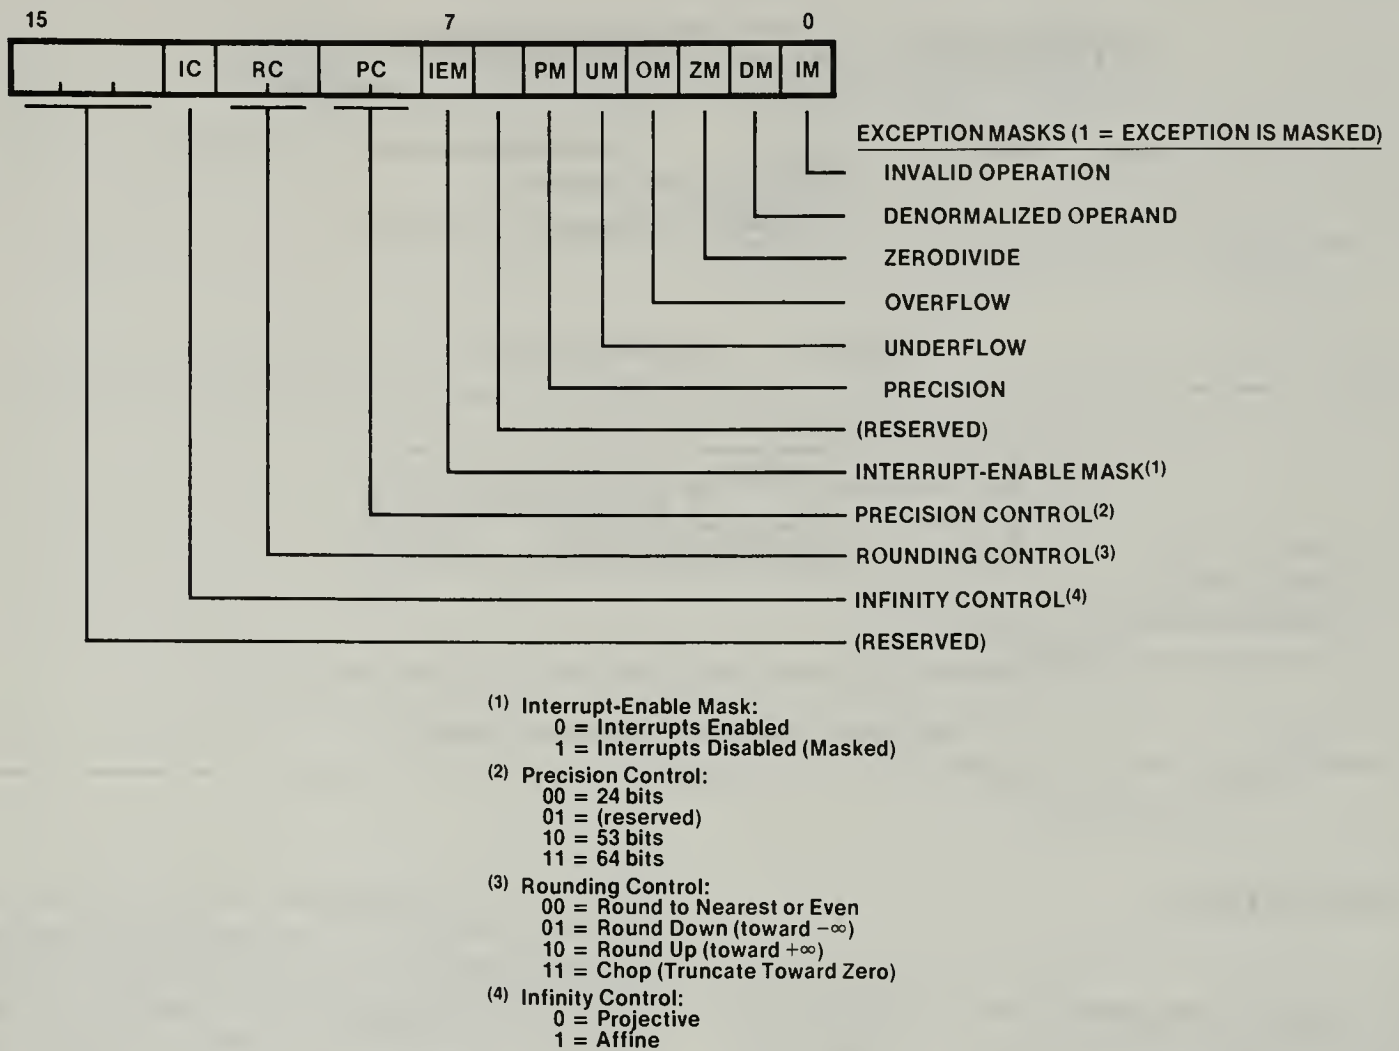 15 7 0
IC RC PC IEM PM UM OM ZM DM IM
EXCEPTION MASKS (1 = EXCEPTION IS MASKED)
INVALID OPERATION
DENORMALIZED OPERAND
ZERODIVIDE
OVERFLOW
UNDERFLOW
PRECISION
(RESERVED)
INTERRUPT-ENABLE MASK(1)
PRECISION CONTROL(2)
ROUNDING CONTROL(3)
INFINITY CONTROL(4)
(RESERVED)
(1) Interrupt-Enable Mask:
0 = Interrupts Enabled
1 = Interrupts Disabled (Masked)
(2) Precision Control:
00 = 24 bits
01 = (reserved)
10 = 53 bits
11 = 64 bits
(3) Rounding Control:
00 = Round to Nearest or Even
01 = Round Down (toward −∞)
10 = Round Up (toward +∞)
11 = Chop (Truncate Toward Zero)
(4) Infinity Control:
0 = Projective
1 = Affine